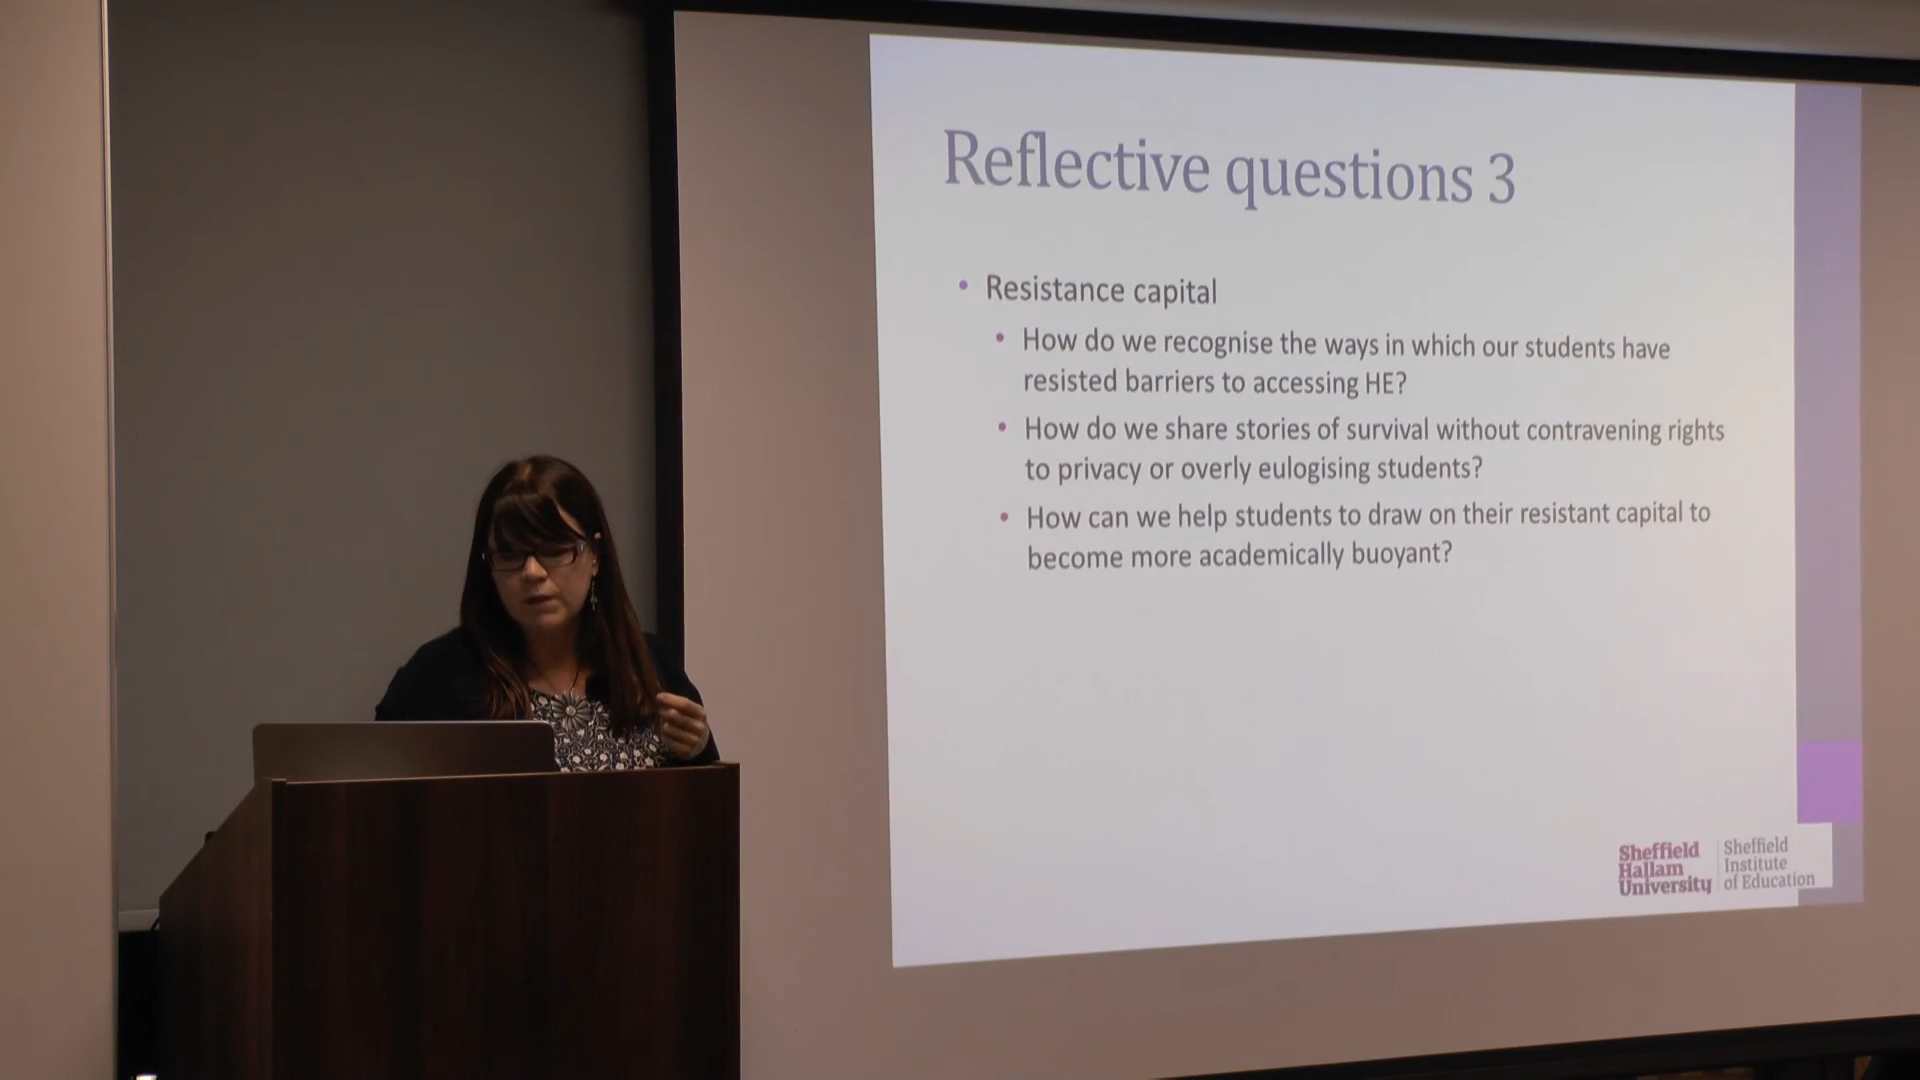 Reflective questions 3
• Resistance capital
• How do we recognise the ways in which our students have
resisted barriers to accessing HE?
• How do we share stories of survival without contravening rights
to privacy or overly eulogising students?
• How can we help students to draw on their resistant capital to
become more academically buoyant?
Sheffield
Hallam
University
Sheffield
Institute
of Education